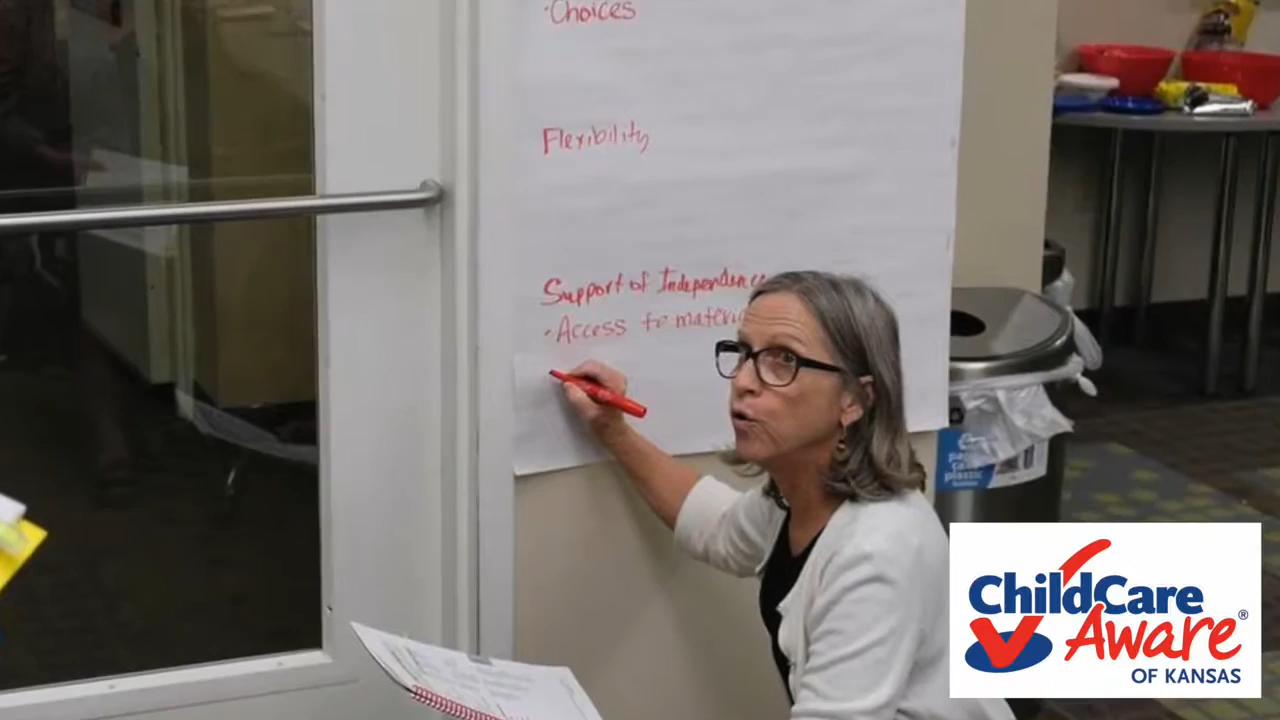 ·Choices
Flexibility
Support of Independence
·Access to materi
ChildCare
Aware®
OF KANSAS